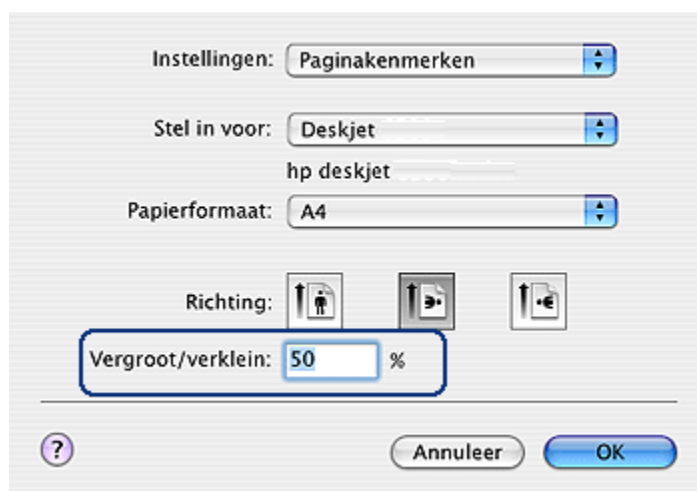 Instellingen: Paginakenmerken
Stel in voor: Deskjet
hp deskjet
Papierformaat: A4
Richting:
Vergroot/verklein: 50 %
? Annuleer OK